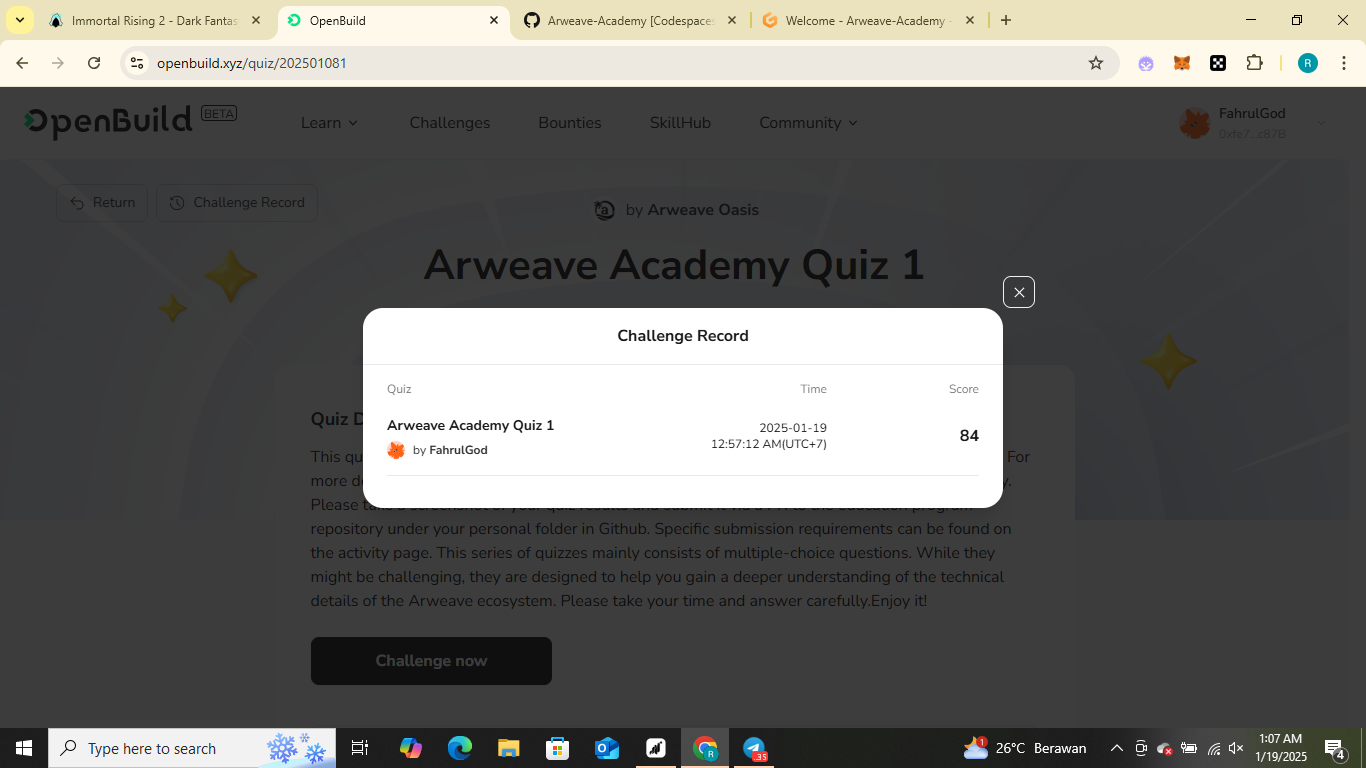 Immortal Rising 2 - Dark Fantas
OpenBuild
Arweave-Academy [Codespaces
Welcome - Arweave-Academy -
openbuild.xyz/quiz/202501081
R
OpenBuild BETA
Learn
Challenges
Bounties
SkillHub
Community
FahrulGod
0xfe7...c87B
Return
Challenge Record
by Arweave Oasis
Arweave Academy Quiz 1
Challenge Record
Quiz
Time
Score
Arweave Academy Quiz 1
by FahrulGod
2025-01-19
12:57:12 AM(UTC+7)
84
Quiz D
This qu
For
more d
y.
Please
repository under your personal folder in Github. Specific submission requirements can be found on
the activity page. This series of quizzes mainly consists of multiple-choice questions. While they
might be challenging, they are designed to help you gain a deeper understanding of the technical
details of the Arweave ecosystem. Please take your time and answer carefully.Enjoy it!
Challenge now
Type here to search
R
.35
1
26°C Berawan
1:07 AM
1/19/2025
4